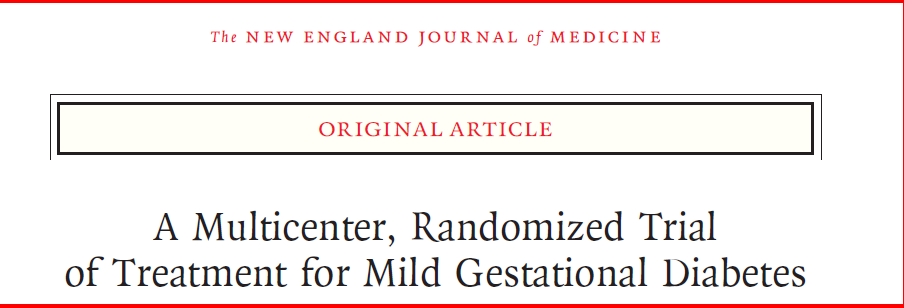 The NEW ENGLAND JOURNAL of MEDICINE
ORIGINAL ARTICLE
A Multicenter, Randomized Trial
of Treatment for Mild Gestational Diabetes